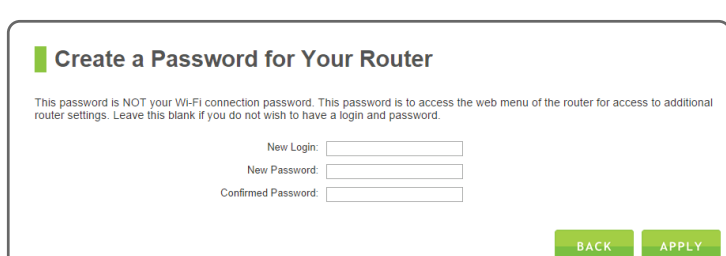 Create a Password for Your Router
This password is NOT your Wi-Fi connection password. This password is to access the web menu of the router for access to additional
router settings. Leave this blank if you do not wish to have a login and password.
New Login:
New Password:
Confirmed Password:
BACK APPLY